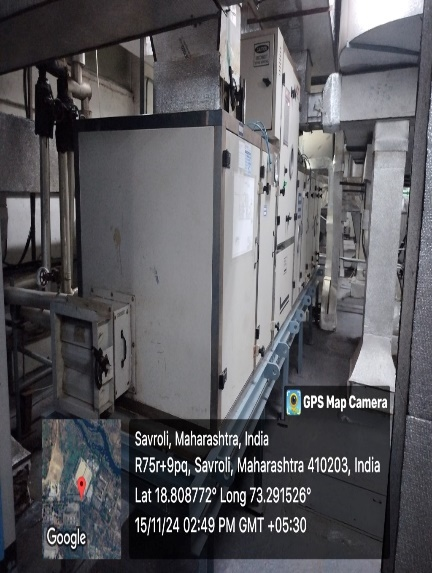 GPS Map Camera
Savroli, Maharashtra, India
R75r+9pq, Savroli, Maharashtra 410203, India
Lat 18.808772° Long 73.291526°
15/11/24 02:49 PM GMT +05:30
Google